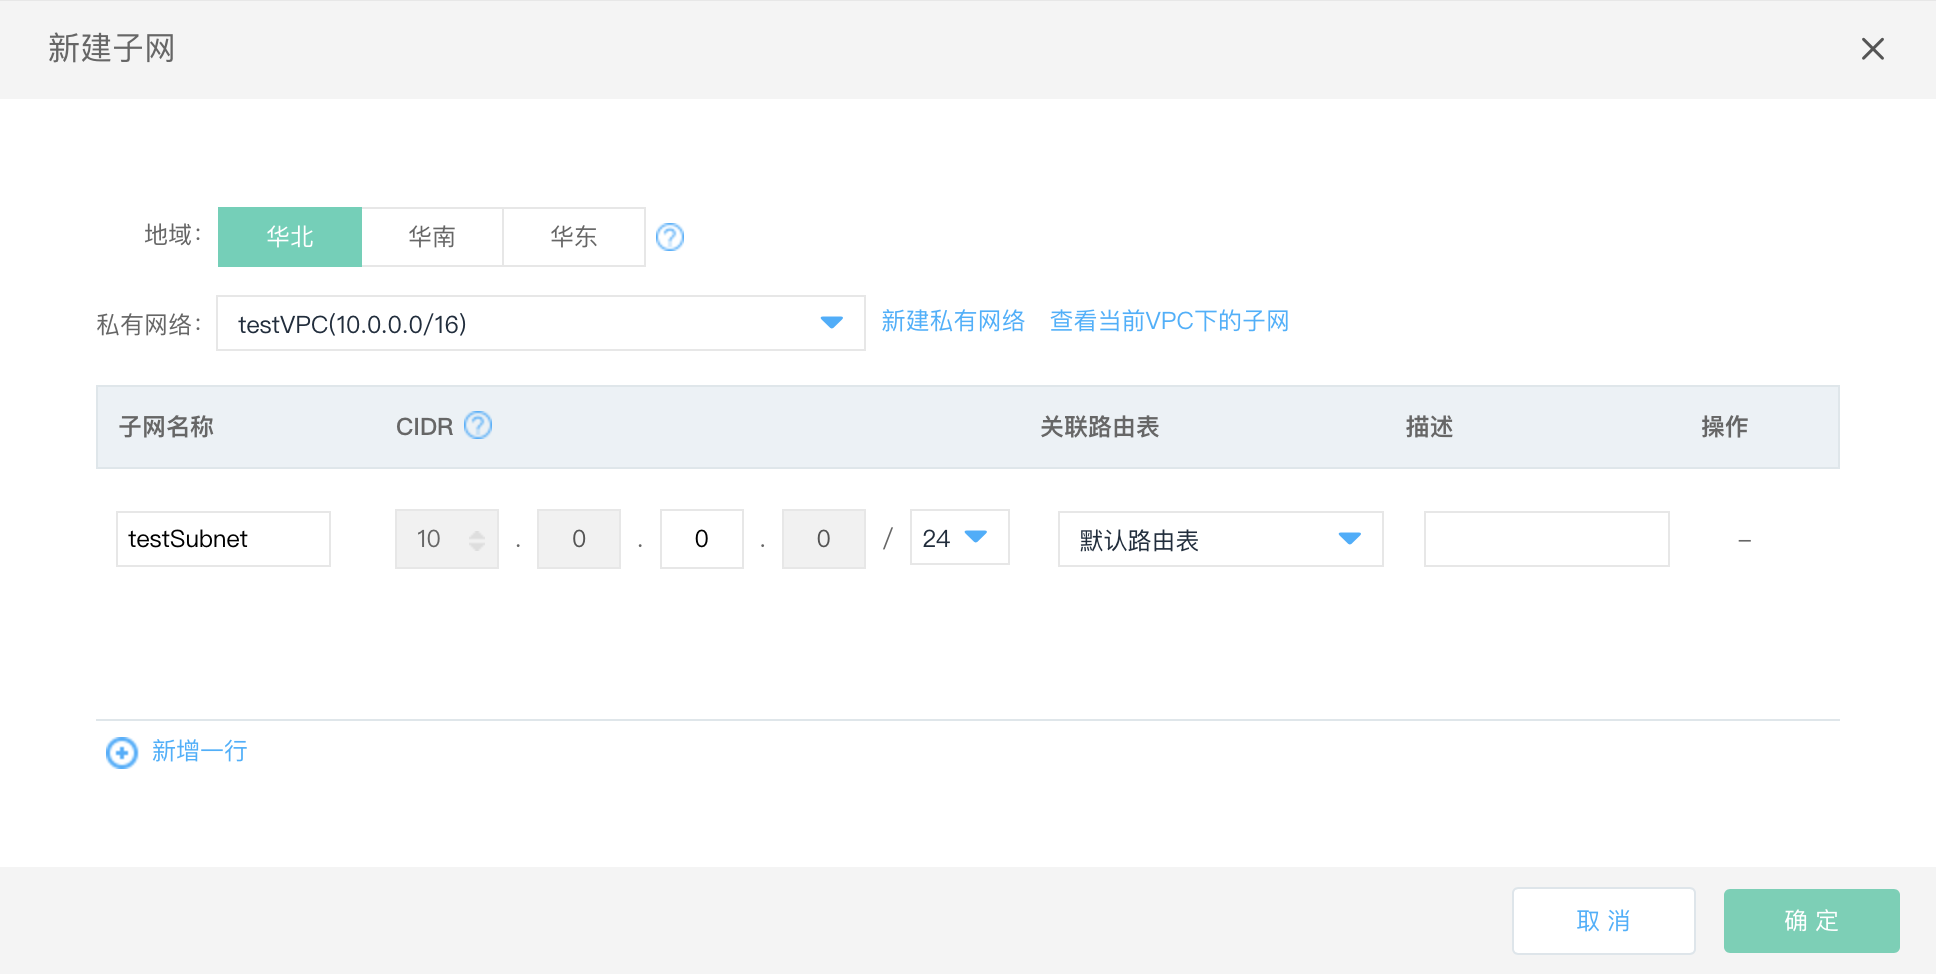 新建子网
地域: 华北 华南 华东 ?
私有网络: testVPC(10.0.0.0/16) 新建私有网络 查看当前VPC下的子网
子网名称 CIDR ? 关联路由表 描述 操作
testSubnet 10 . 0 . 0 . 0 / 24 默认路由表 –
新增一行
取 消 确 定